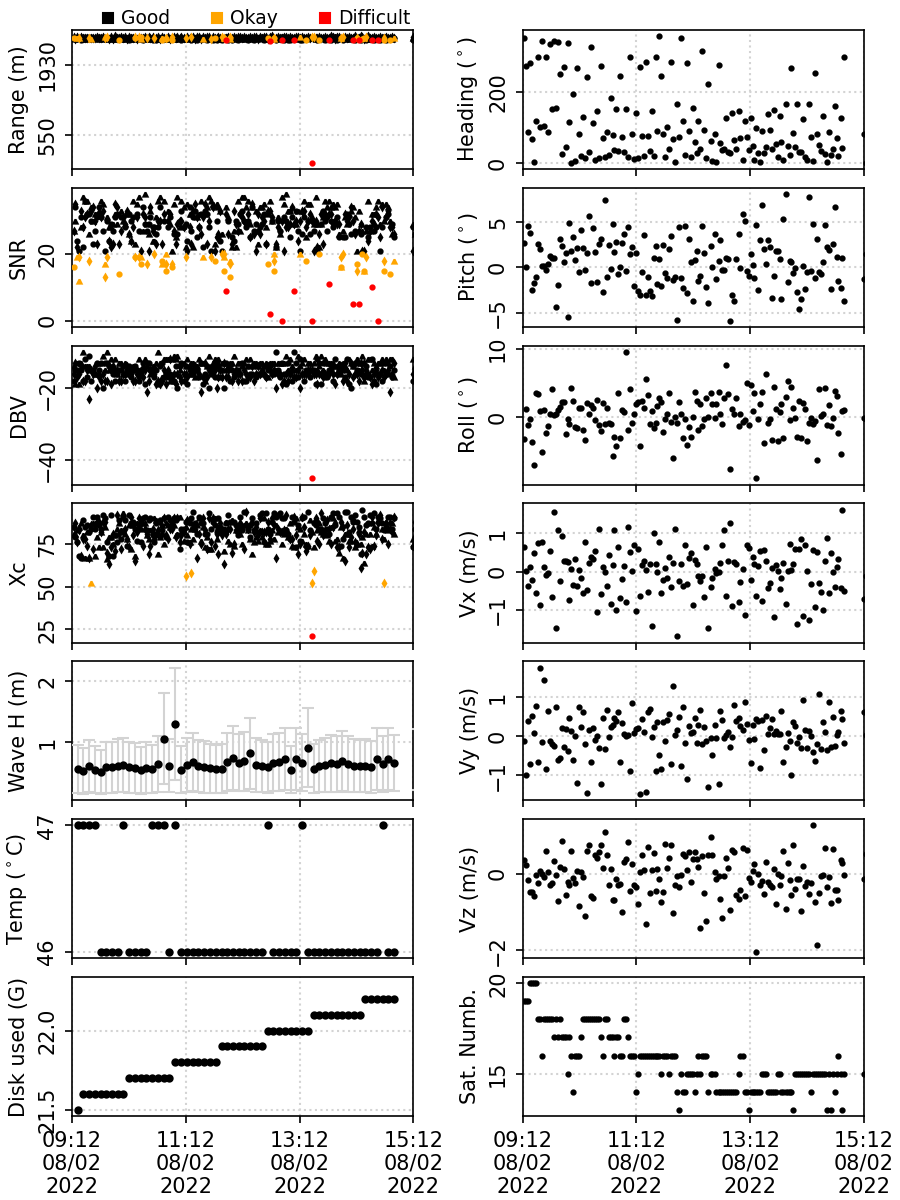 Good Okay Difficult
Range (m)
1930
550
Heading (°)
200
0
SNR
20
0
Pitch (°)
5
0
−5
DBV
−20
−40
Roll (°)
10
0
Xc
75
50
25
Vx (m/s)
1
0
−1
Wave H (m)
2
1
Vy (m/s)
1
0
−1
Temp (°C)
47
46
Vz (m/s)
0
−2
Disk used (G)
22.0
21.5
Sat. Numb.
20
15
09:12 11:12 13:12 15:12 09:12 11:12 13:12 15:12
08/02 08/02 08/02 08/02 08/02 08/02 08/02 08/02
2022 2022 2022 2022 2022 2022 2022 2022